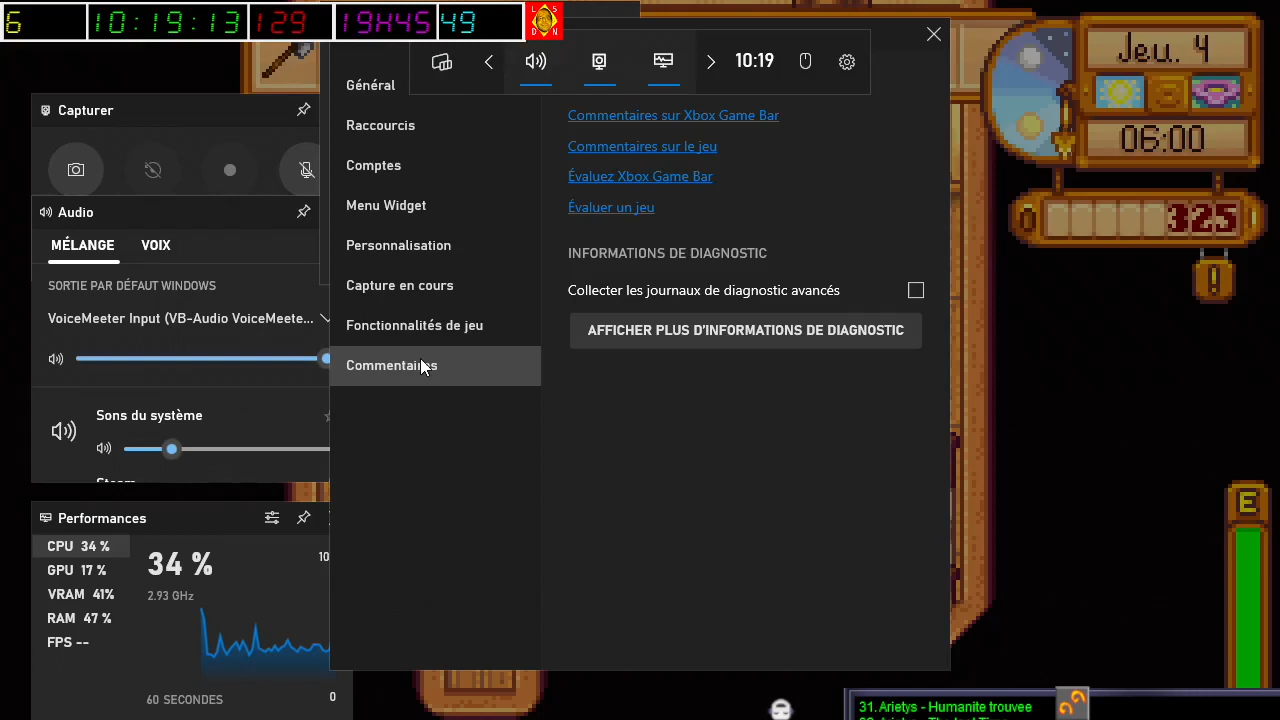 6 10:19:13 129 19H45 49 L S D N
10:19
Jeu. 4
06:00
325
Capturer
Audio
MÉLANGE VOIX
SORTIE PAR DÉFAUT WINDOWS
VoiceMeeter Input (VB-Audio VoiceMeete...
Sons du système
Performances
CPU 34 %
GPU 17 %
VRAM 41%
RAM 47 %
FPS --
34 %
2.93 GHz
10
60 SECONDES
0
Général
Raccourcis
Comptes
Menu Widget
Personnalisation
Capture en cours
Fonctionnalités de jeu
Commentaires
Commentaires sur Xbox Game Bar
Commentaires sur le jeu
Évaluez Xbox Game Bar
Évaluer un jeu
INFORMATIONS DE DIAGNOSTIC
Collecter les journaux de diagnostic avancés
AFFICHER PLUS D'INFORMATIONS DE DIAGNOSTIC
E
31. Arietys - Humanite trouvee